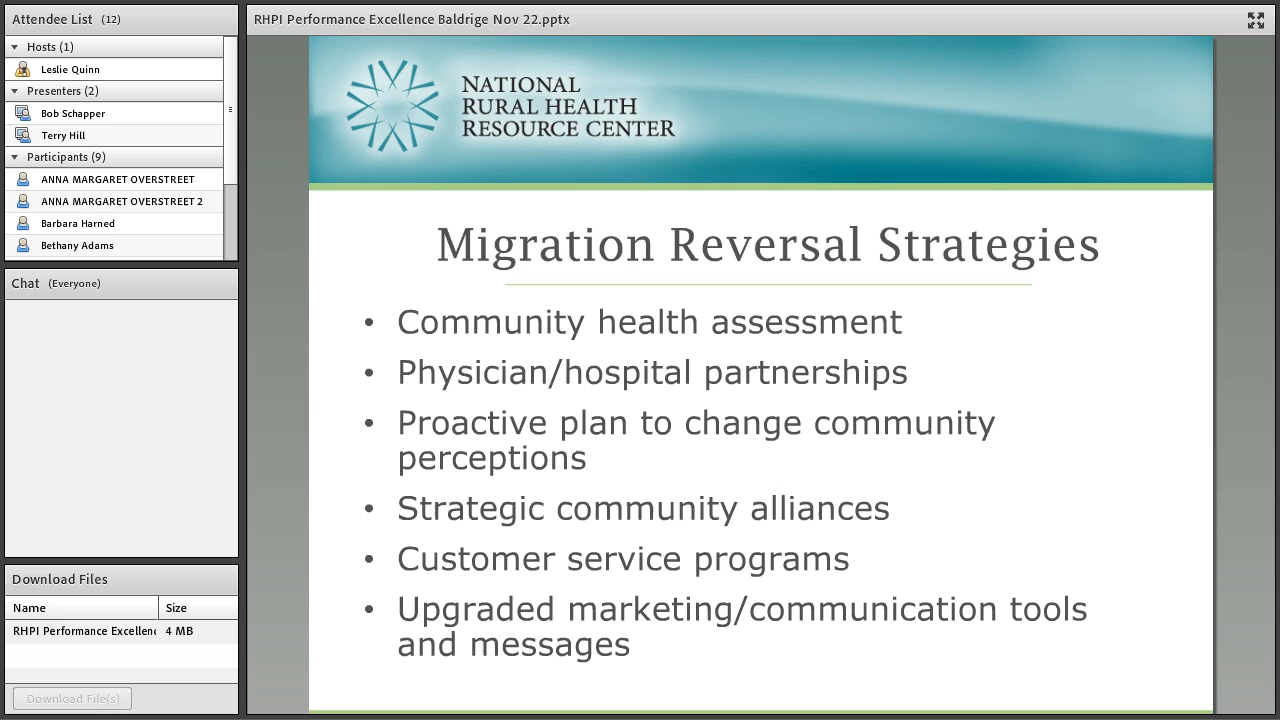 Attendee List (12)
Hosts (1)
Leslie Quinn
Presenters (2)
Bob Schapper
Terry Hill
Participants (9)
ANNA MARGARET OVERSTREET
ANNA MARGARET OVERSTREET 2
Barbara Harned
Bethany Adams
Chat (Everyone)
Download Files
Name Size
RHPI Performance Excellenc 4 MB
Download File(s)
RHPI Performance Excellence Baldrige Nov 22.pptx
NATIONAL
RURAL HEALTH
RESOURCE CENTER
Migration Reversal Strategies
• Community health assessment
• Physician/hospital partnerships
• Proactive plan to change community
perceptions
• Strategic community alliances
• Customer service programs
• Upgraded marketing/communication tools
and messages